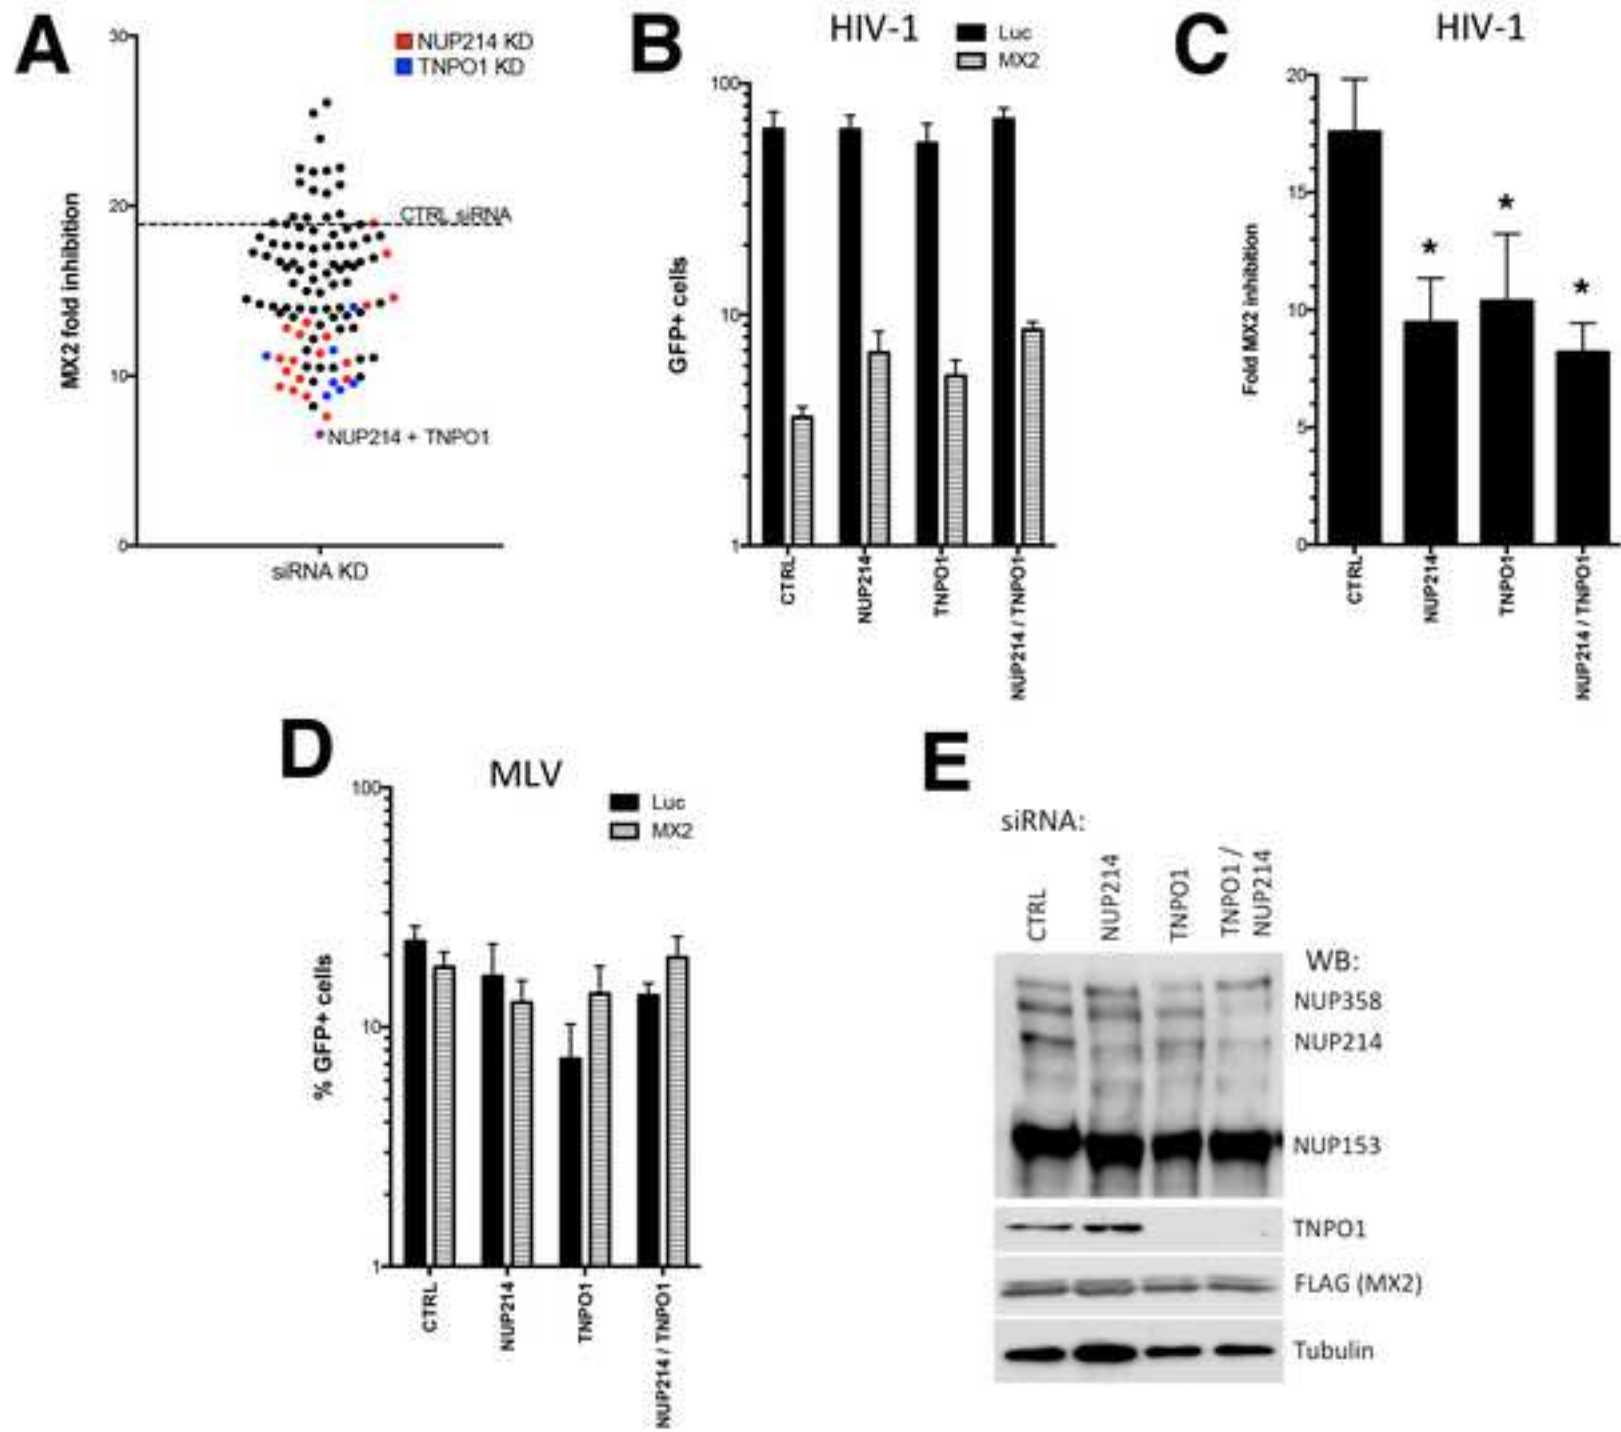 A
30
20
10
0
MX2 fold inhibition
NUP214 KD
TNPO1 KD
CTRL siRNA
NUP214 + TNPO1
siRNA KD
B
HIV-1
Luc
MX2
100
10
1
GFP+ cells
CTRL
NUP214
TNPO1
NUP214 / TNPO1
C
HIV-1
20
15
10
5
0
Fold MX2 inhibition
*
*
*
CTRL
NUP214
TNPO1
NUP214 / TNPO1
D
MLV
Luc
MX2
100
10
1
% GFP+ cells
CTRL
NUP214
TNPO1
NUP214 / TNPO1
E
siRNA:
CTRL
NUP214
TNPO1
TNPO1 /
NUP214
WB:
NUP358
NUP214
NUP153
TNPO1
FLAG (MX2)
Tubulin